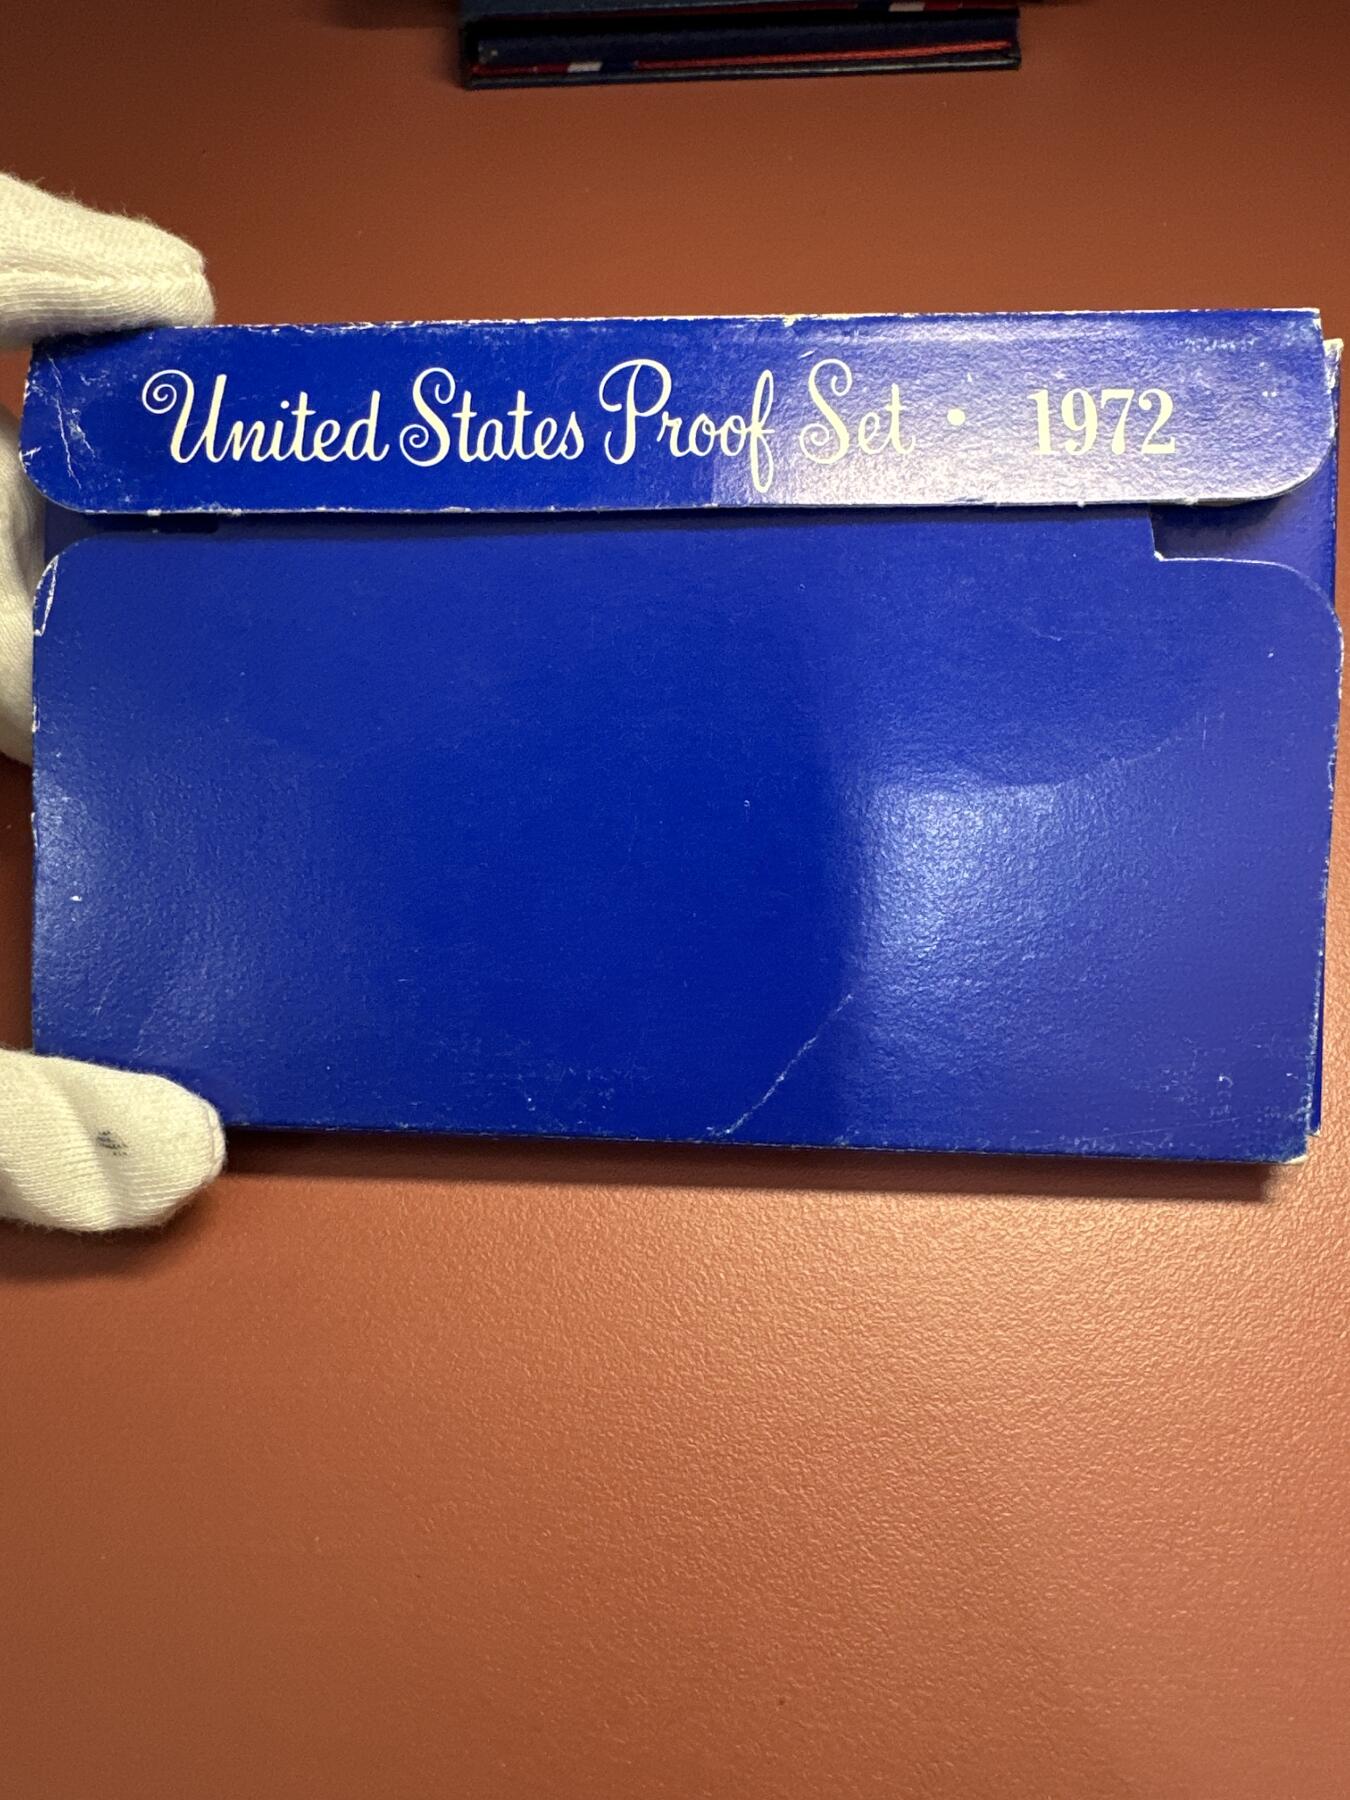 United States Proof Set · 1972